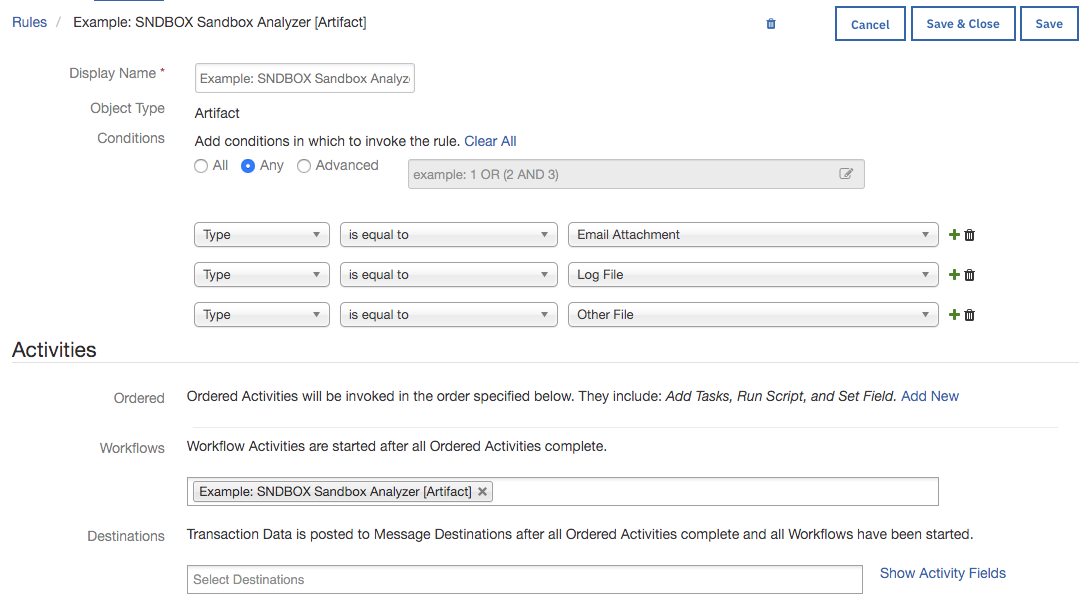 Rules / Example: SNDBOX Sandbox Analyzer [Artifact]
Cancel Save & Close Save
Display Name * Example: SNDBOX Sandbox Analyz
Object Type Artifact
Conditions Add conditions in which to invoke the rule. Clear All
All Any Advanced example: 1 OR (2 AND 3)
Type is equal to Email Attachment
Type is equal to Log File
Type is equal to Other File
Activities
Ordered Ordered Activities will be invoked in the order specified below. They include: Add Tasks, Run Script, and Set Field. Add New
Workflows Workflow Activities are started after all Ordered Activities complete.
Example: SNDBOX Sandbox Analyzer [Artifact] ×
Destinations Transaction Data is posted to Message Destinations after all Ordered Activities complete and all Workflows have been started.
Select Destinations Show Activity Fields